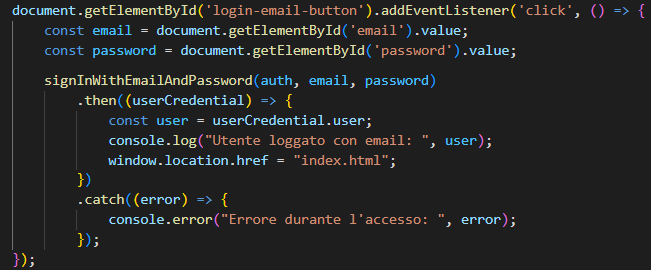 document.getElementById('login-email-button').addEventListener('click', () => {
    const email = document.getElementById('email').value;
    const password = document.getElementById('password').value;

    signInWithEmailAndPassword(auth, email, password)
        .then((userCredential) => {
            const user = userCredential.user;
            console.log("Utente loggato con email: ", user);
            window.location.href = "index.html";
        })
        .catch((error) => {
            console.error("Errore durante l'accesso: ", error);
        });
});